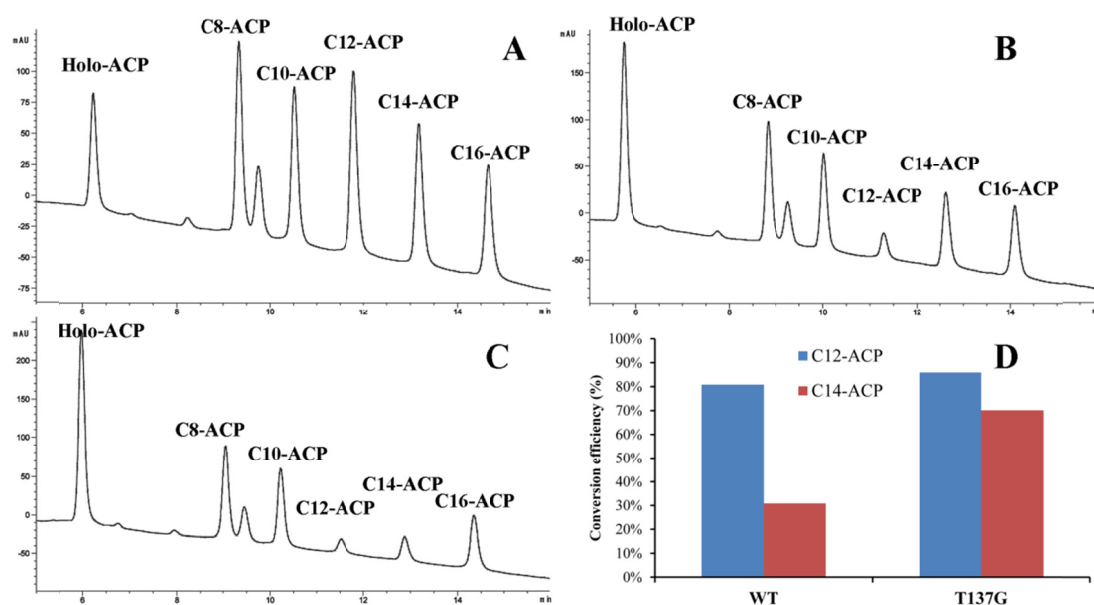 A
mAU
Holo-ACP
C8-ACP
C10-ACP
C12-ACP
C14-ACP
C16-ACP
100
75
50
25
0
-25
-50
-75
6 8 10 12 14 min
B
mAU
Holo-ACP
C8-ACP
C10-ACP
C12-ACP
C14-ACP
C16-ACP
150
100
50
0
-50
6 8 10 12 14
C
mAU
Holo-ACP
C8-ACP
C10-ACP
C12-ACP
C14-ACP
C16-ACP
200
150
100
50
0
-50
6 8 10 12 14 min
D
C12-ACP
C14-ACP
Conversion efficiency (%)
100%
90%
80%
70%
60%
50%
40%
30%
20%
10%
0%
WT T137G